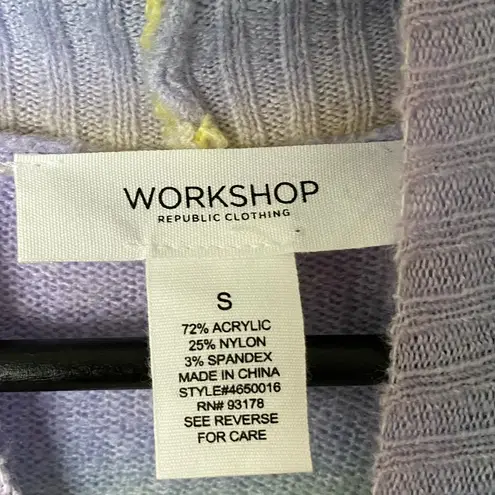 WORKSHOP
REPUBLIC CLOTHING
S
72% ACRYLIC
25% NYLON
3% SPANDEX
MADE IN CHINA
STYLE#4650016
RN# 93178
SEE REVERSE
FOR CARE